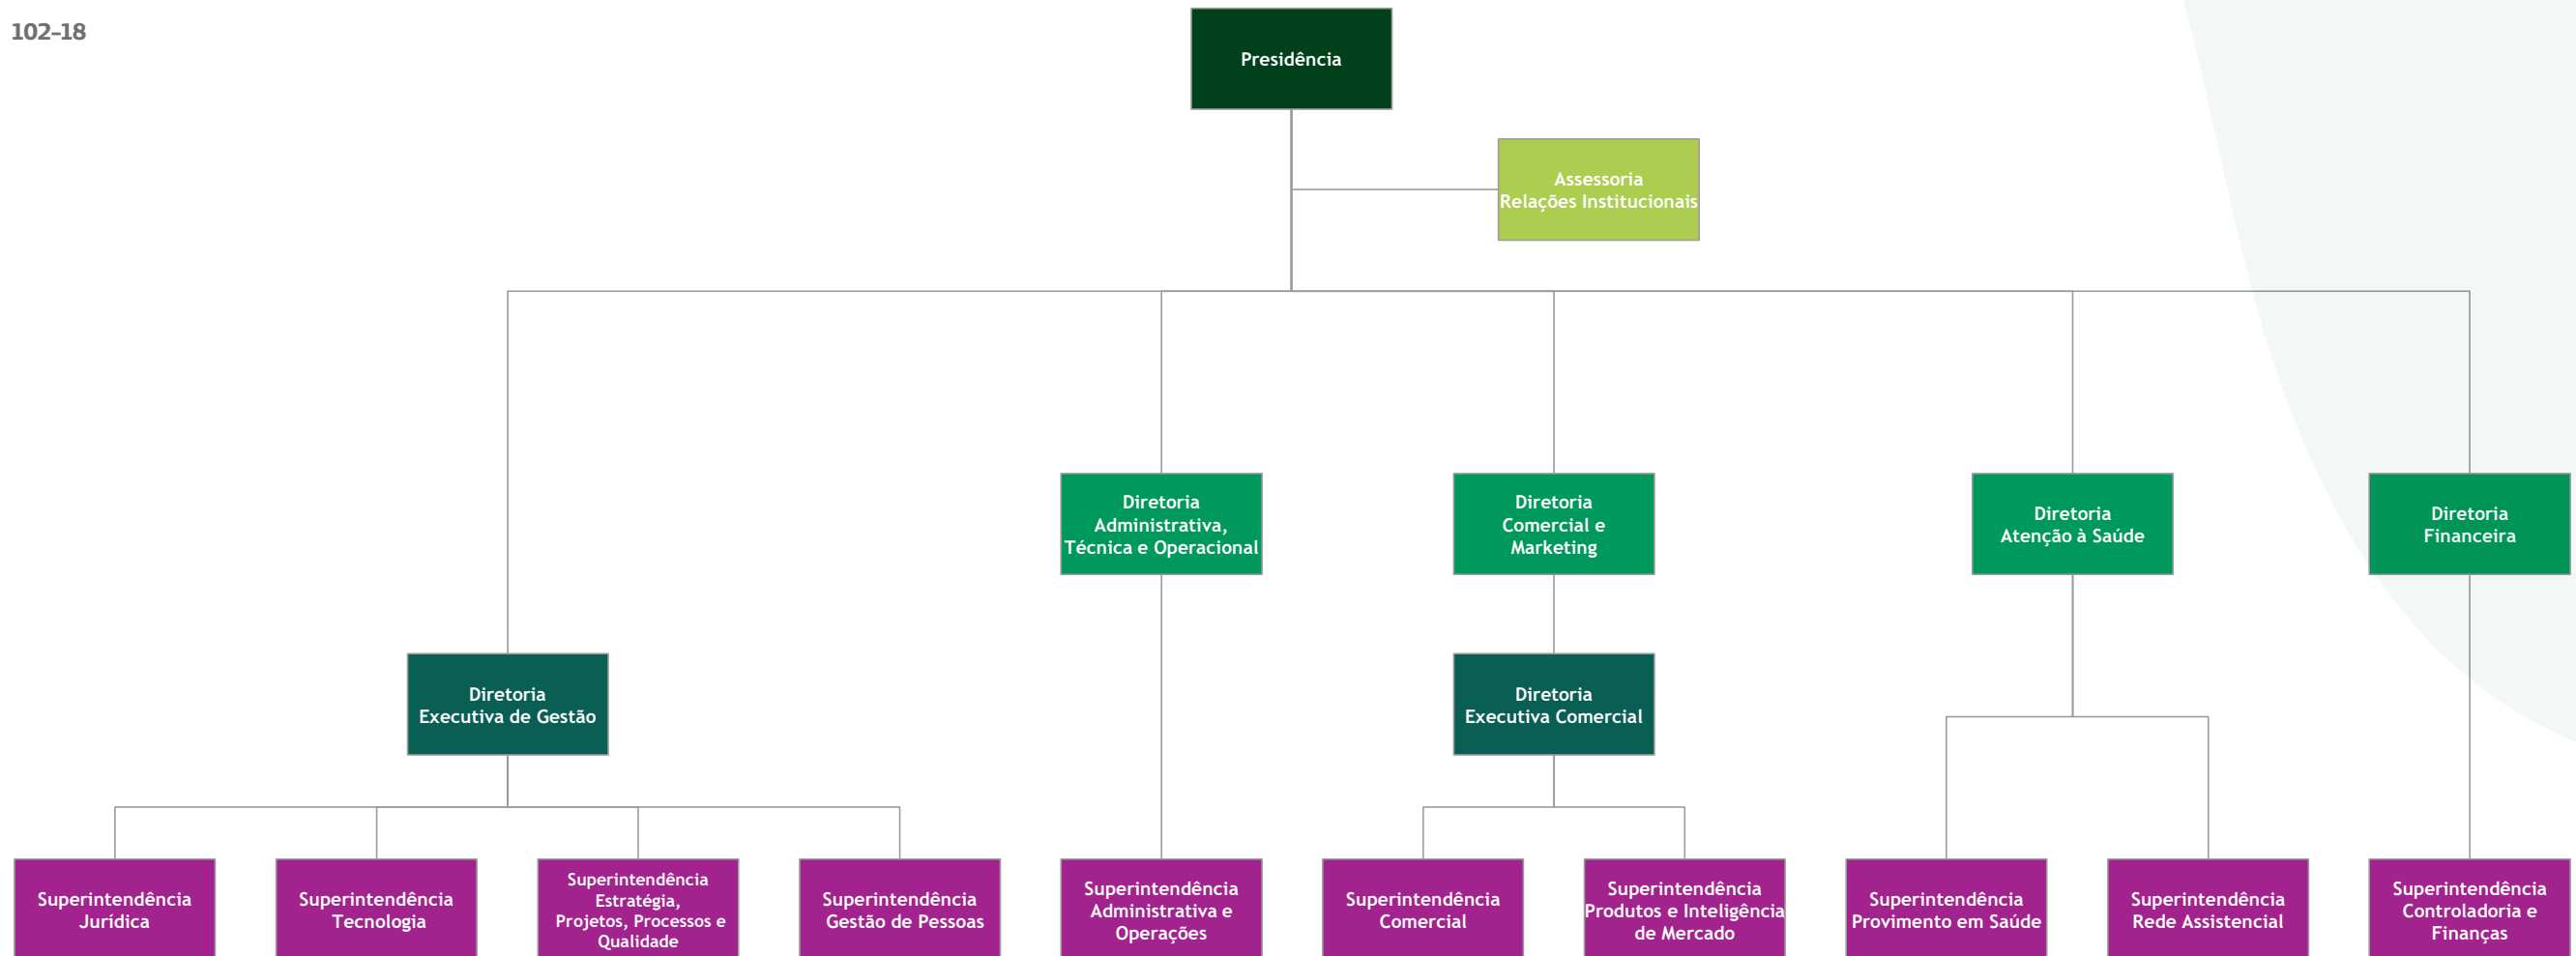 102–18
Presidência
Assessoria
Relações Institucionais
Diretoria
Administrativa,
Técnica e Operacional
Diretoria
Comercial e
Marketing
Diretoria
Atenção à Saúde
Diretoria
Financeira
Diretoria
Executiva de Gestão
Diretoria
Executiva Comercial
Superintendência
Jurídica
Superintendência
Tecnologia
Superintendência
Estratégia,
Projetos, Processos e
Qualidade
Superintendência
Gestão de Pessoas
Superintendência
Administrativa e
Operações
Superintendência
Comercial
Superintendência
Produtos e Inteligência
de Mercado
Superintendência
Provimento em Saúde
Superintendência
Rede Assistencial
Superintendência
Controladoria e
Finanças